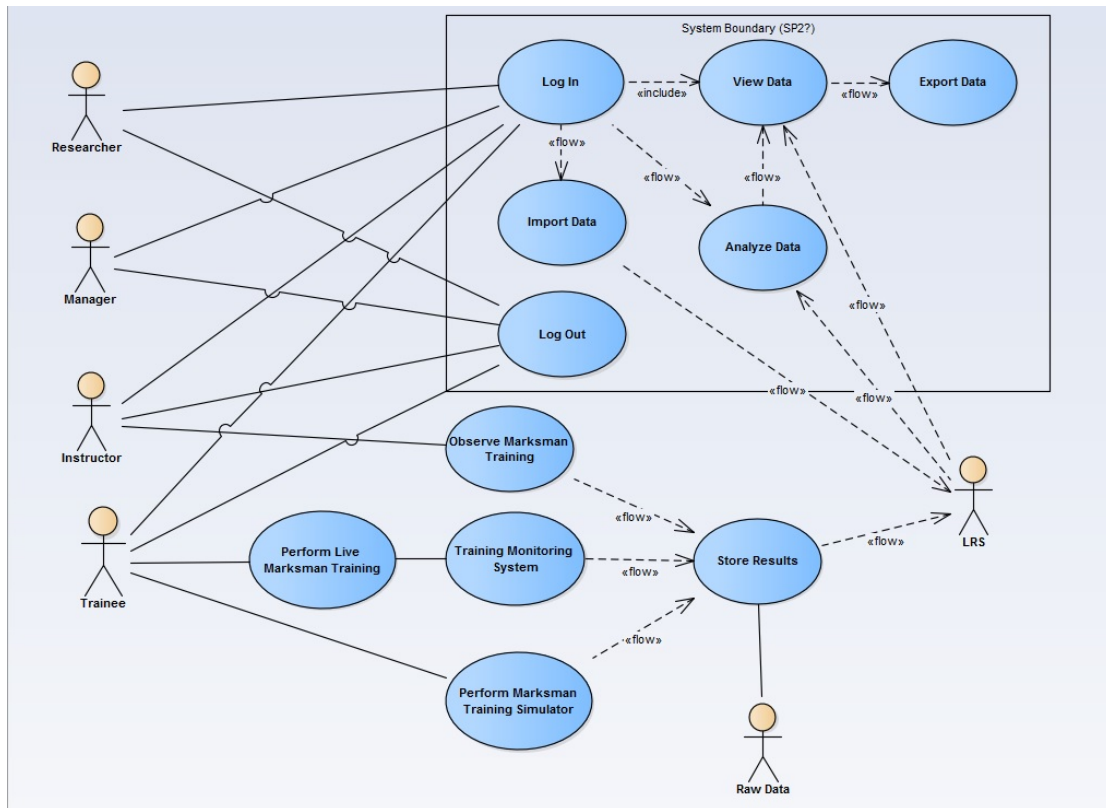 System Boundary (SP2?)
Log In
View Data
Export Data
«include»
«flow»
Researcher
«flow»
«flow»
«flow»
Import Data
Analyze Data
Manager
«flow»
Log Out
«flow»
«flow»
Instructor
Observe Marksman
Training
«flow»
LRS
Perform Live
Marksman Training
Training Monitoring
System
«flow»
Store Results
«flow»
Trainee
«flow»
Perform Marksman
Training Simulator
Raw Data